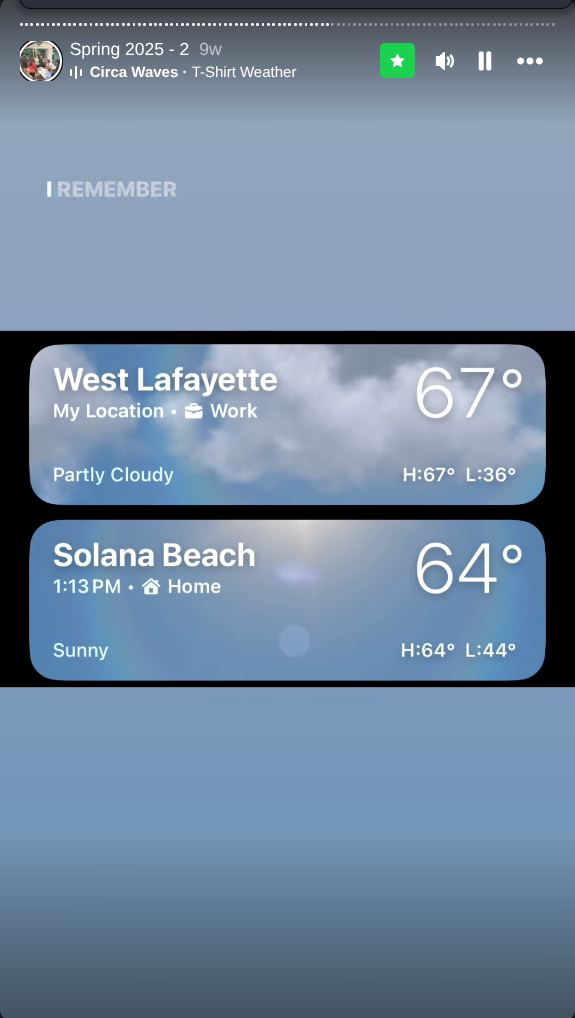 Spring 2025 - 2 9w
Circa Waves · T-Shirt Weather
I REMEMBER
West Lafayette
67°
My Location • Work
Partly Cloudy
H:67° L:36°
Solana Beach
64°
1:13 PM • Home
Sunny
H:64° L:44°